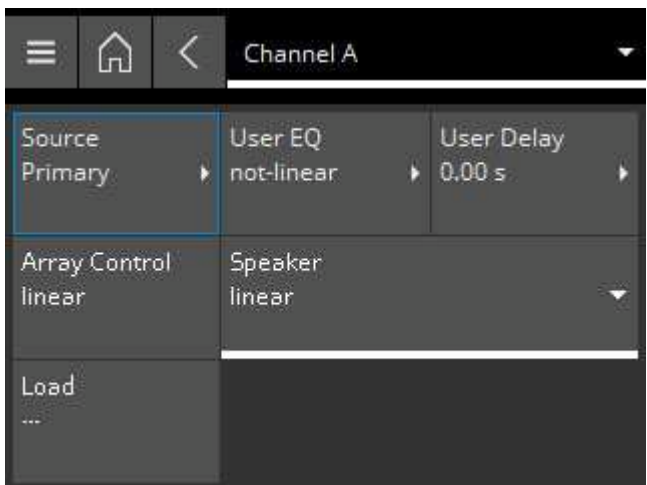 Channel A
Source
Primary
User EQ
not-linear
User Delay
0.00 s
Array Control
linear
Speaker
linear
Load
---